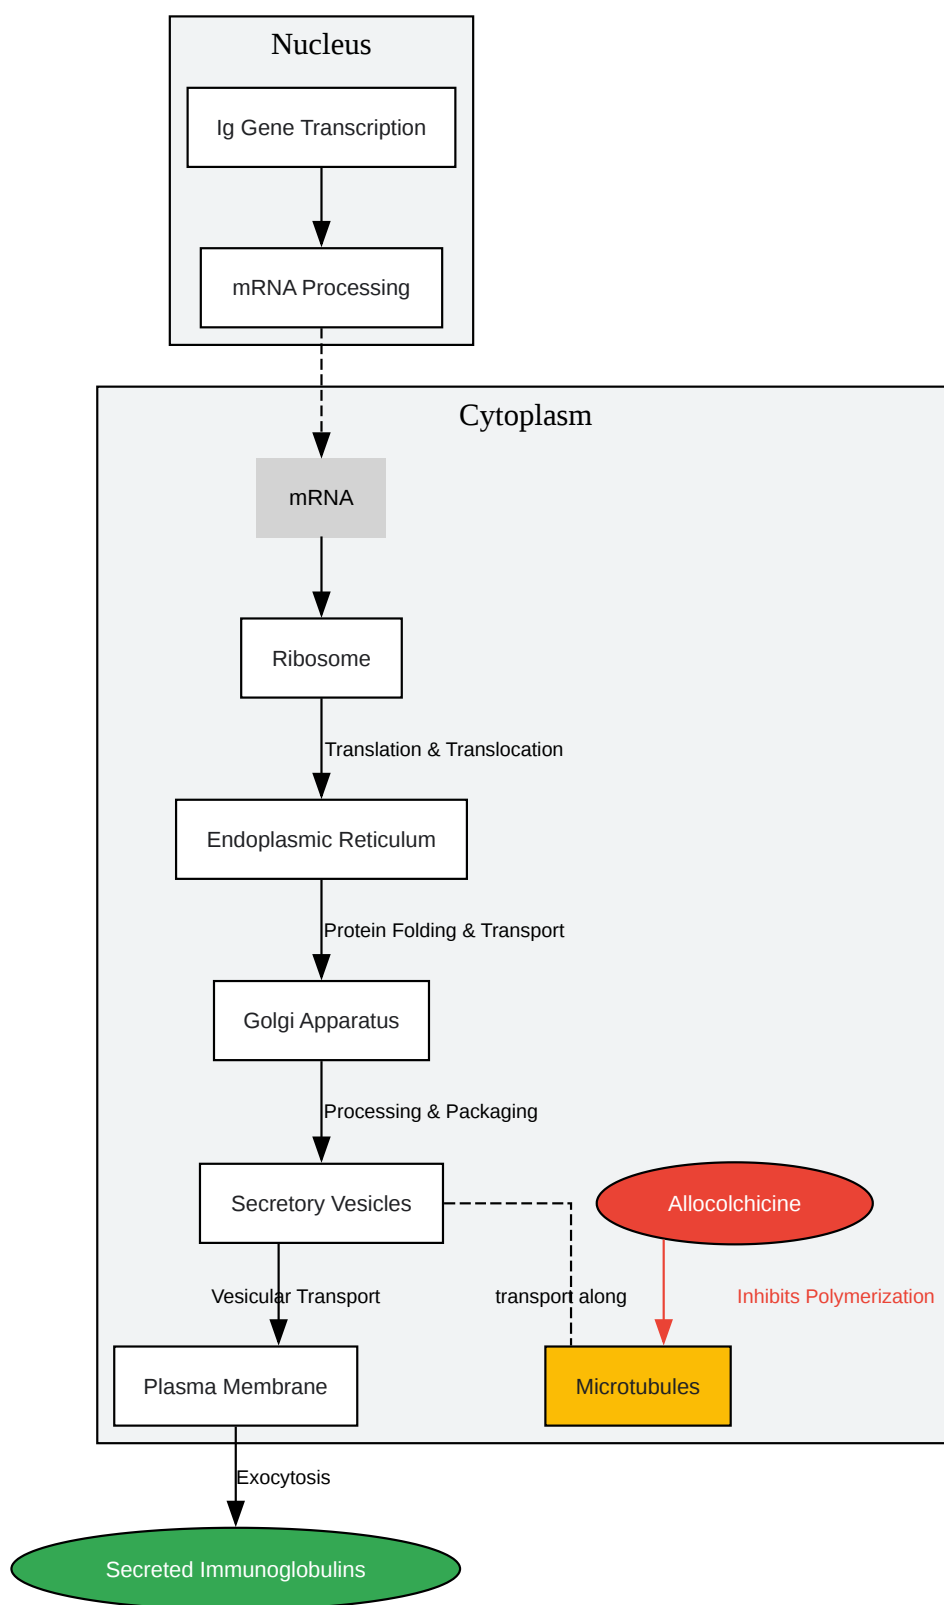 Nucleus
Ig Gene Transcription
mRNA Processing
Cytoplasm
mRNA
Ribosome
Translation & Translocation
Endoplasmic Reticulum
Protein Folding & Transport
Golgi Apparatus
Processing & Packaging
Secretory Vesicles
Allocolchicine
Vesicular Transport
transport along
Inhibits Polymerization
Plasma Membrane
Microtubules
Exocytosis
Secreted Immunoglobulins